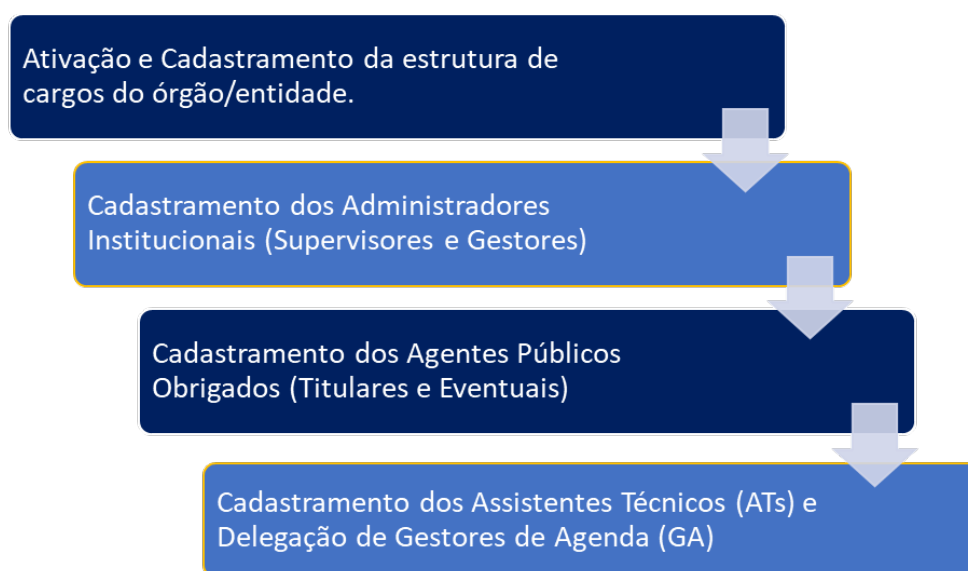 Ativação e Cadastramento da estrutura de
cargos do órgão/entidade.
Cadastramento dos Administradores
Institucionais (Supervisores e Gestores)
Cadastramento dos Agentes Públicos
Obrigados (Titulares e Eventuais)
Cadastramento dos Assistentes Técnicos (ATs) e
Delegação de Gestores de Agenda (GA)